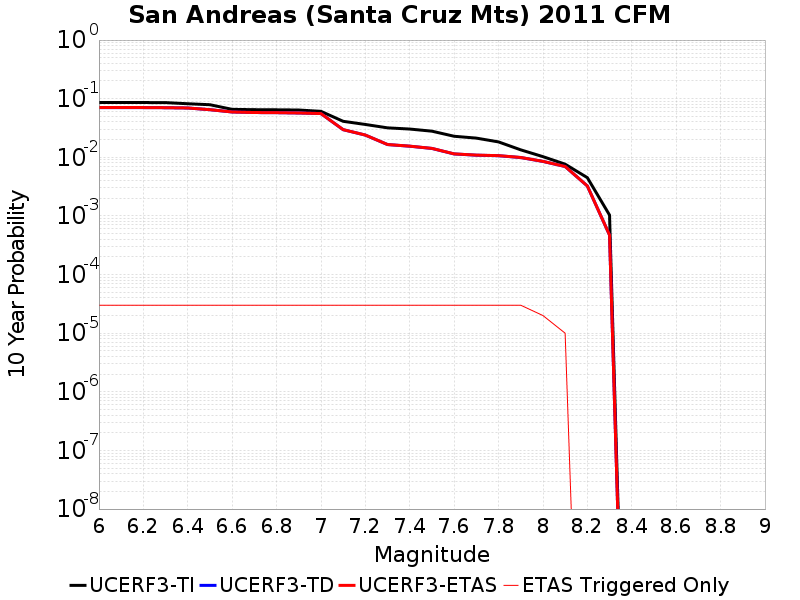 San Andreas (Santa Cruz Mts) 2011 CFM
10^0
10^-1
10^-2
10^-3
10^-4
10^-5
10^-6
10^-7
10^-8
10 Year Probability
6 6.2 6.4 6.6 6.8 7 7.2 7.4 7.6 7.8 8 8.2 8.4 8.6 8.8 9
Magnitude
UCERF3-TI UCERF3-TD UCERF3-ETAS ETAS Triggered Only